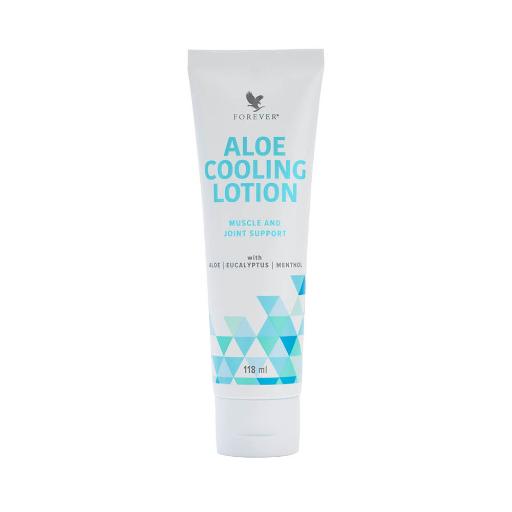 FOREVER®
ALOE
COOLING
LOTION
MUSCLE AND
JOINT SUPPORT
with
ALOE | EUCALYPTUS | MENTHOL
118 ml